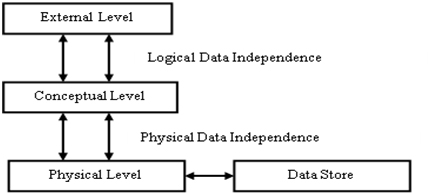 External Level
Logical Data Independence
Conceptual Level
Physical Data Independence
Physical Level
Data Store